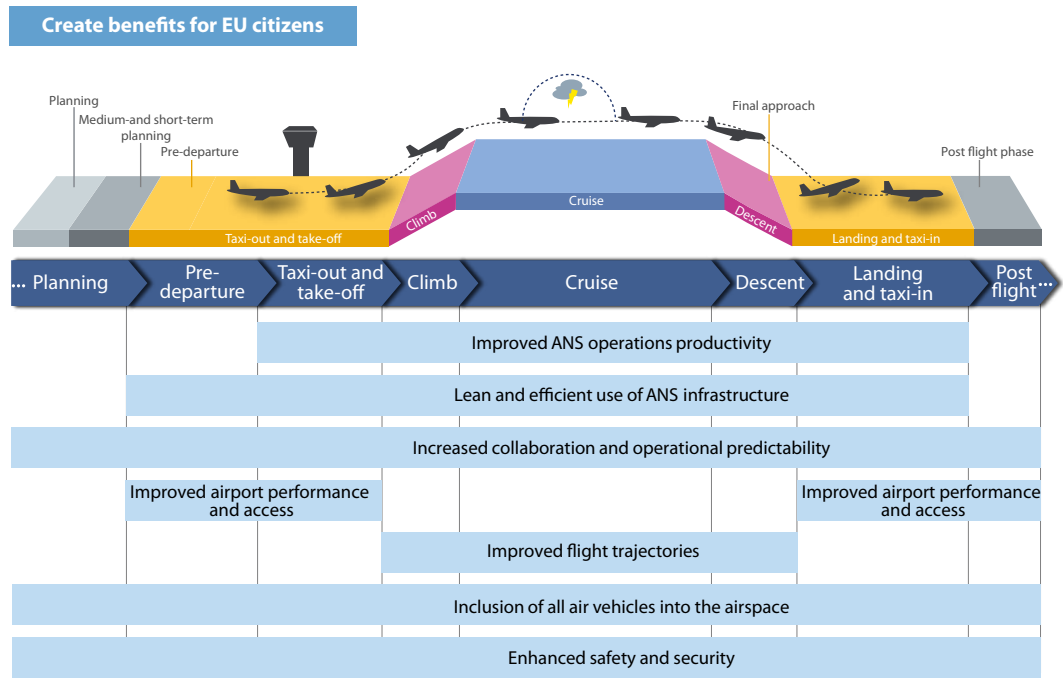 Create benefits for EU citizens
Planning
Medium-and short-term
planning
Pre-departure
Final approach
Post flight phase
Taxi-out and take-off
Climb
Cruise
Descent
Landing and taxi-in
... Planning
Pre-
departure
Taxi-out and
take-off
Climb
Cruise
Descent
Landing
and taxi-in
Post
flight ...
Improved ANS operations productivity
Lean and efficient use of ANS infrastructure
Increased collaboration and operational predictability
Improved airport performance
and access
Improved airport performance
and access
Improved flight trajectories
Inclusion of all air vehicles into the airspace
Enhanced safety and security